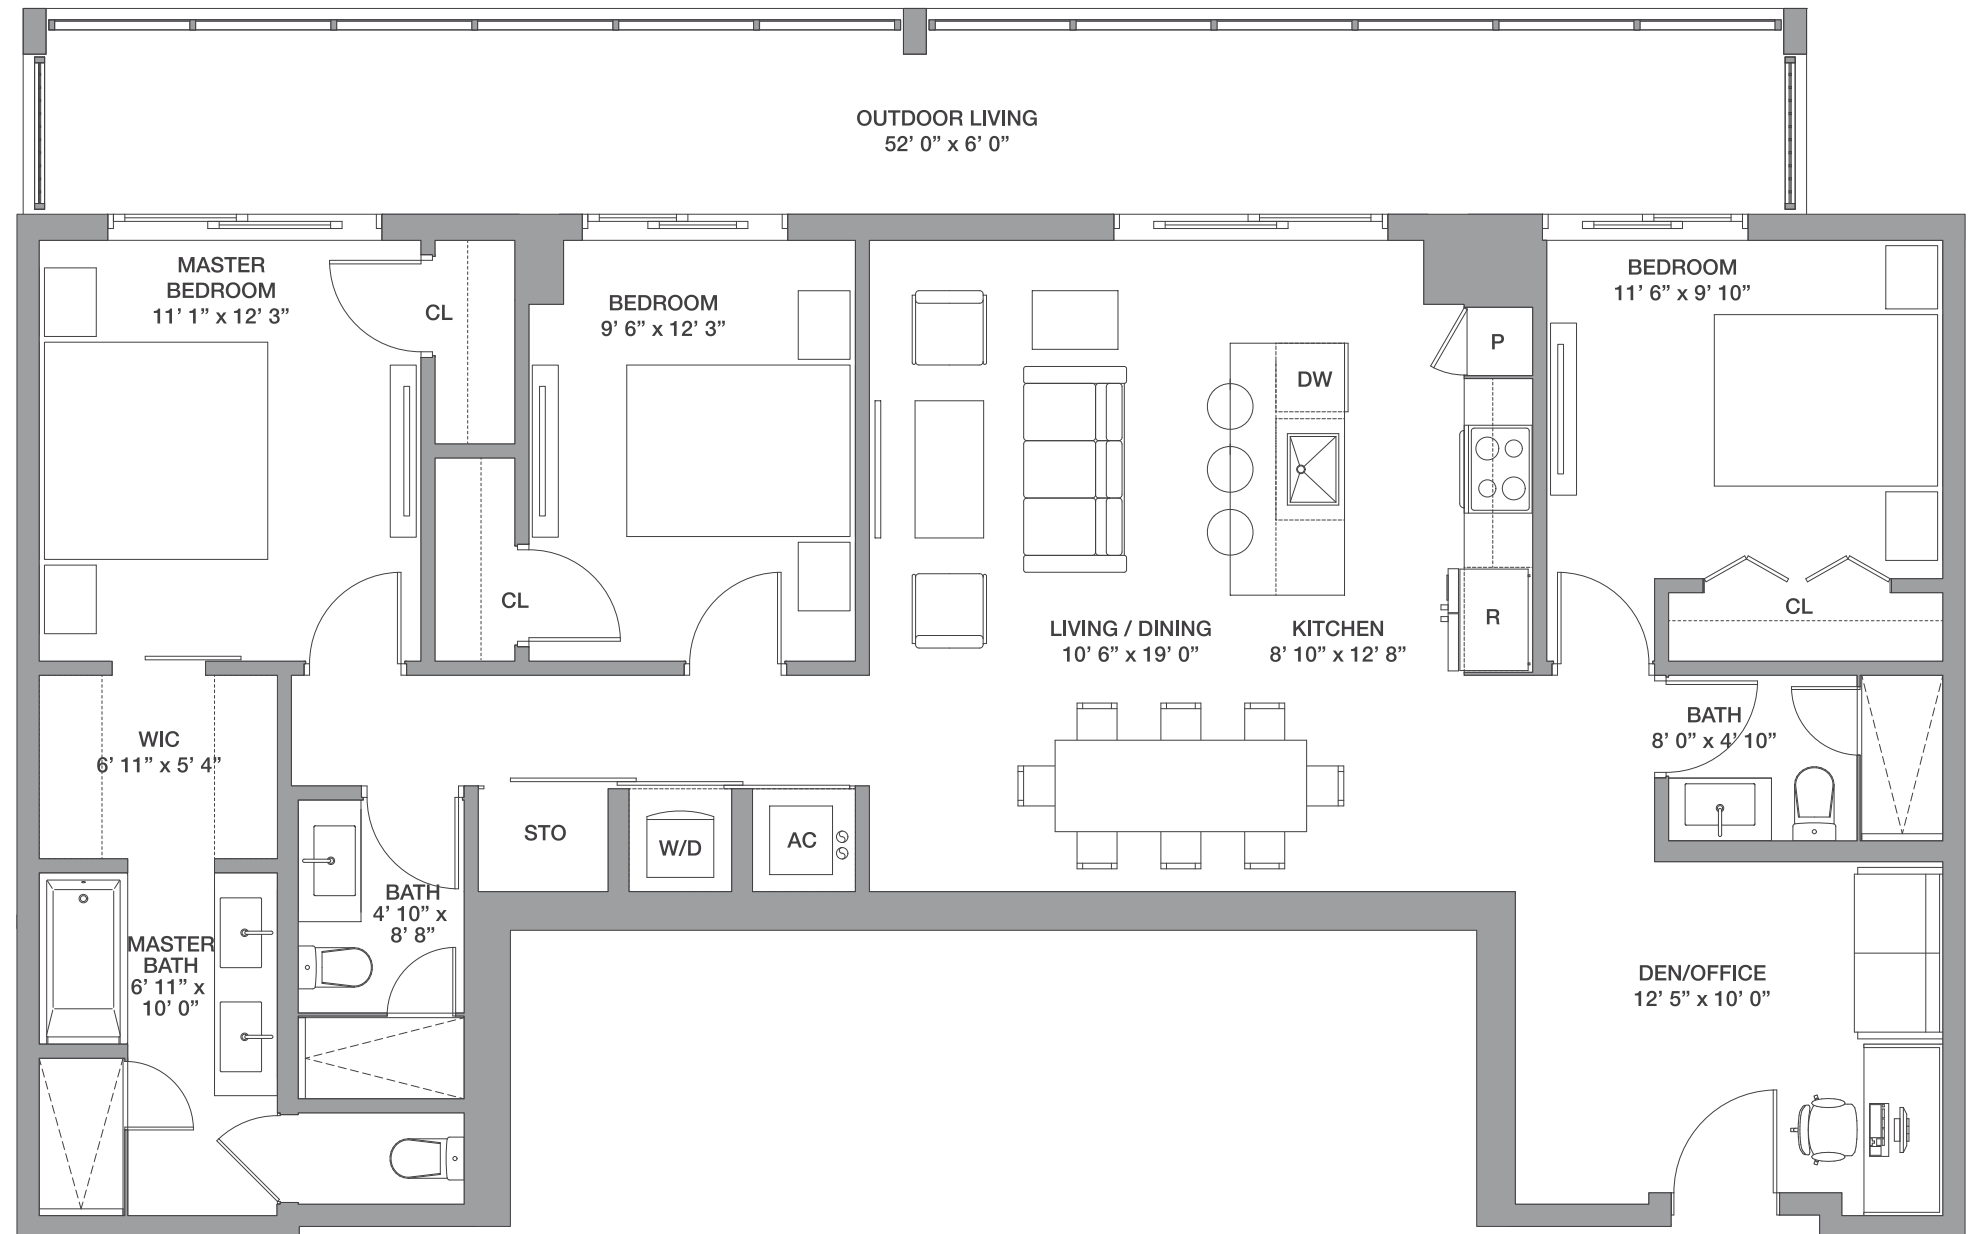 OUTDOOR LIVING
52’ 0” x 6’ 0”
MASTER
BEDROOM
11’ 1” x 12’ 3”
CL
BEDROOM
9’ 6” x 12’ 3”
CL
BEDROOM
11’ 6” x 9’ 10”
P
DW
R
CL
LIVING / DINING
10’ 6” x 19’ 0”
KITCHEN
8’ 10” x 12’ 8”
WIC
6’ 11” x 5’ 4”
BATH
8’ 0” x 4’ 10”
STO
W/D
AC
BATH
4’ 10” x
8’ 8”
MASTER
BATH
6’ 11” x
10’ 0”
DEN/OFFICE
12’ 5” x 10’ 0”